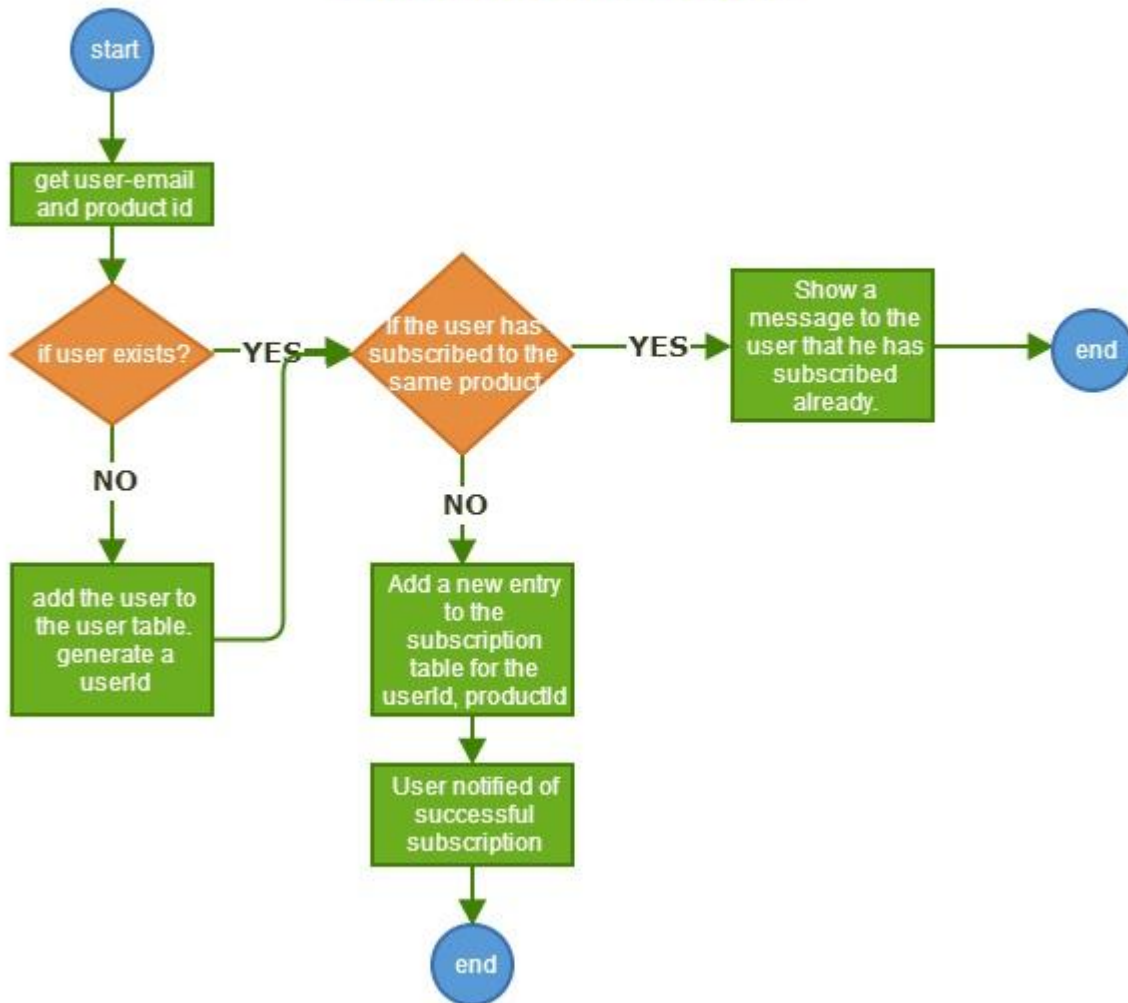 start
get user-email
and product id
if user exists?
YES
If the user has
subscribed to the
same product
YES
Show a
message to the
user that he has
subscribed
already.
end
NO
NO
add the user to
the user table.
generate a
userId
Add a new entry
to the
subscription
table for the
userId, productId
User notified of
successful
subscription
end